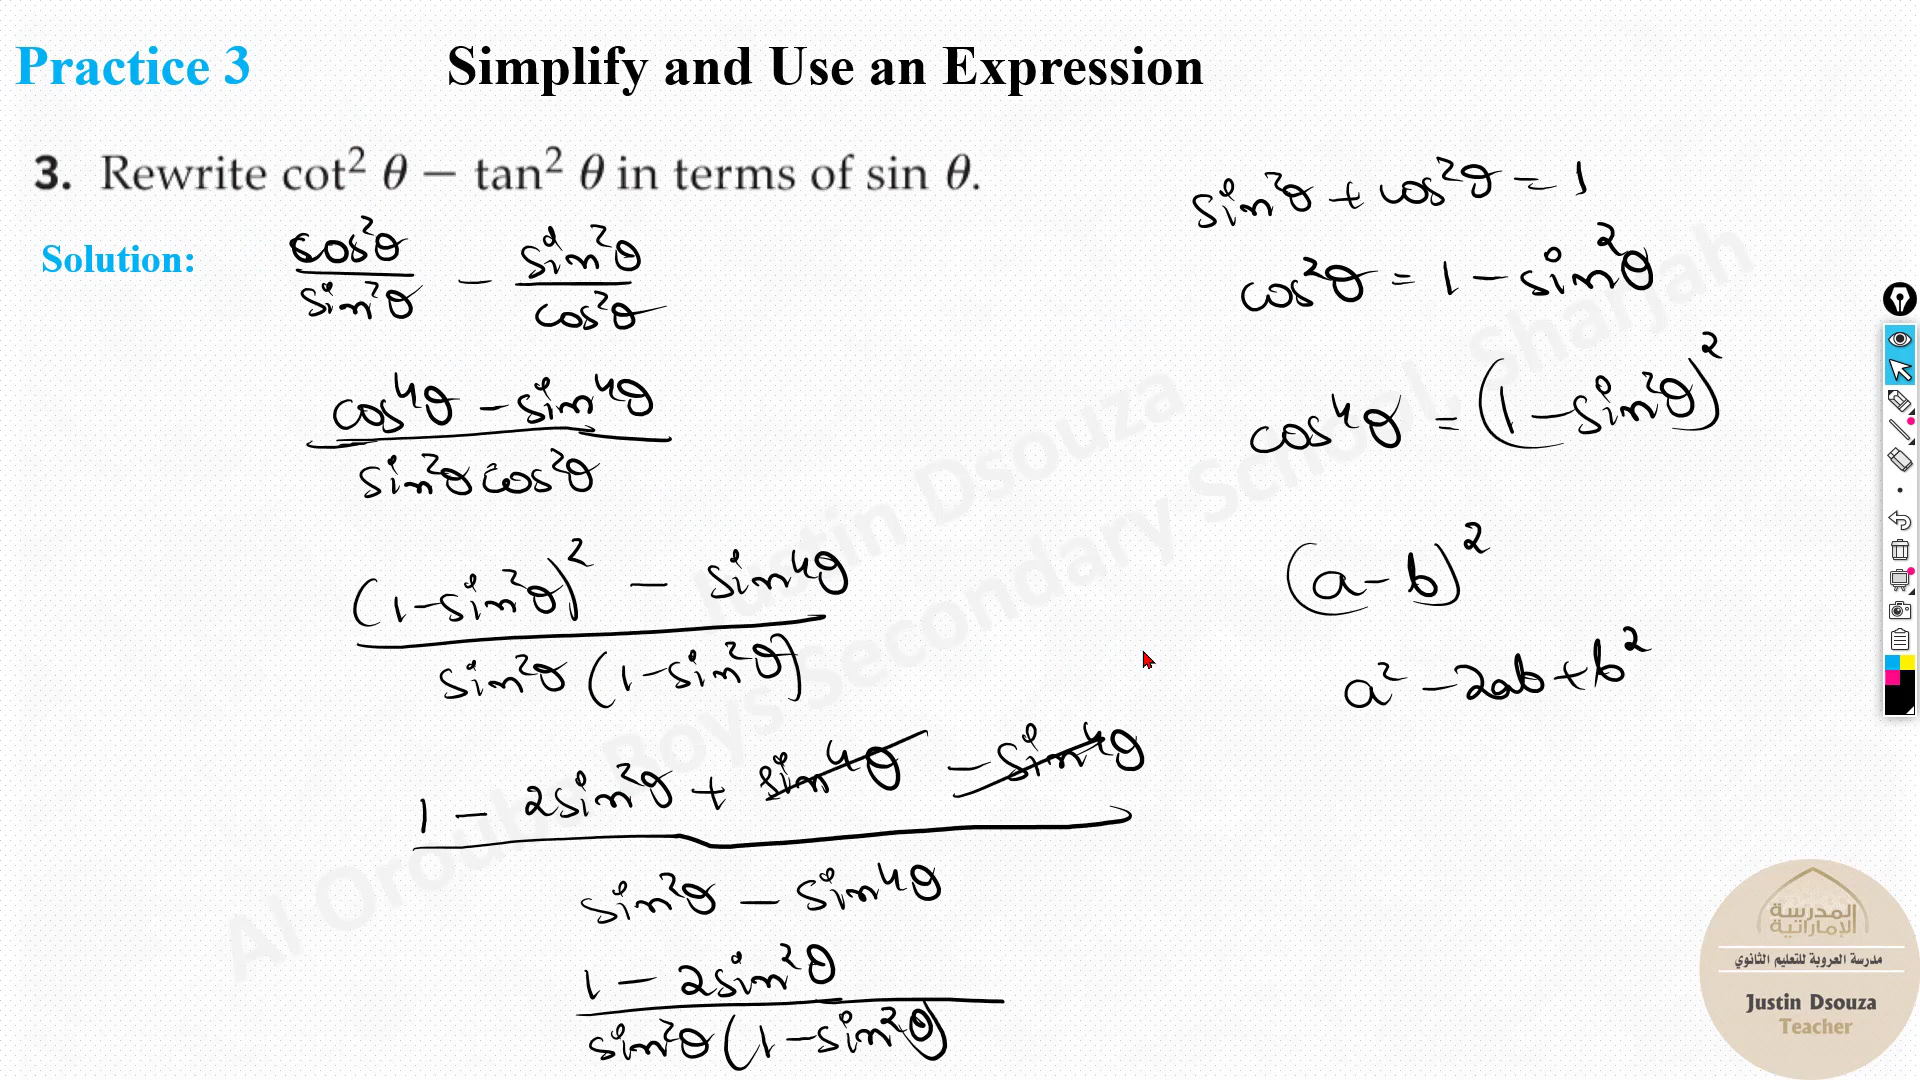 Practice 3
Simplify and Use an Expression
3. Rewrite cot² θ − tan² θ in terms of sin θ.
Solution:
cos²θ/sin²θ − sin²θ/cos²θ
cos⁴θ − sin⁴θ
sin²θ cos²θ
(1−sin²θ)² − sin⁴θ
sin²θ (1−sin²θ)
1 − 2sin²θ + sin⁴θ − sin⁴θ
sin²θ − sin⁴θ
1 − 2sin²θ
sin²θ (1−sin²θ)
sin²θ + cos²θ = 1
cos²θ = 1 − sin²θ
cos⁴θ = (1 − sin²θ)²
(a − b)²
a² − 2ab + b²
Justin Dsouza
Al Orouba Boys Secondary School, Sharjah
المدرسة
الإماراتية
مدرسة العروبة للتعليم الثانوي
Justin Dsouza
Teacher